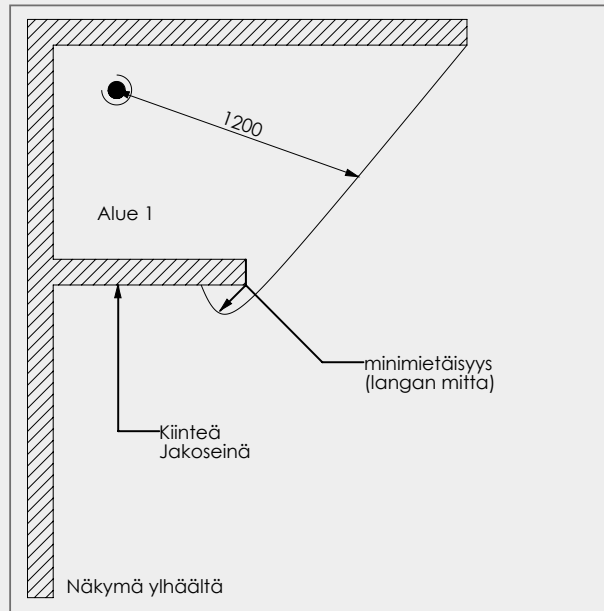 1200
Alue 1
minimietäisyys
(langan mitta)
Kiinteä
Jakoseinä
Näkymä ylhäältä